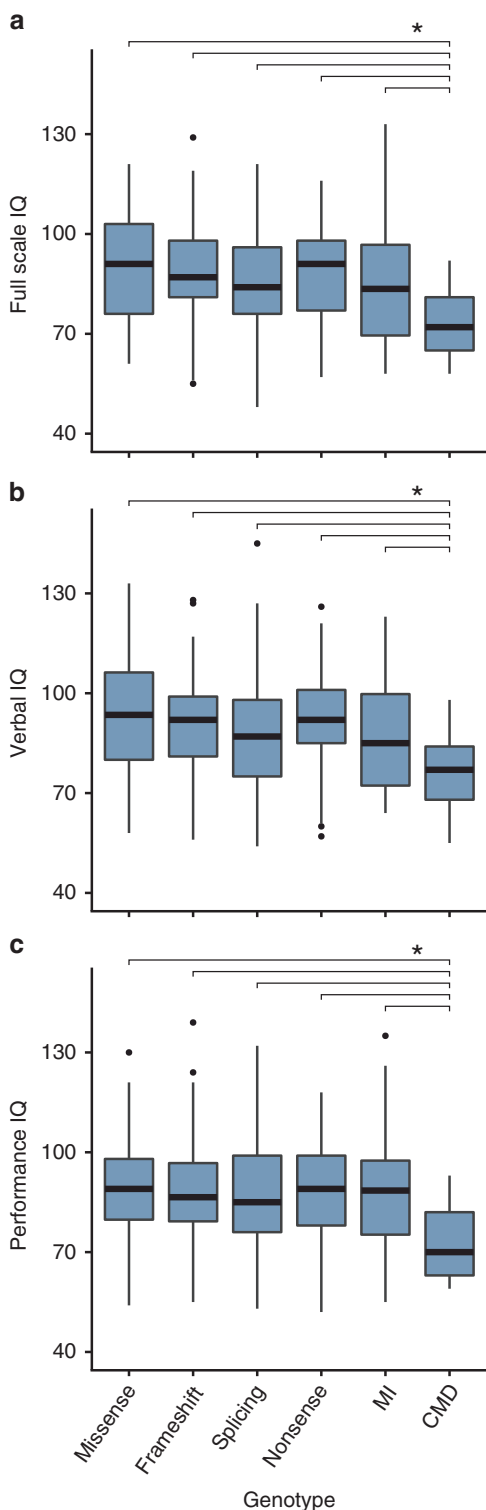 a
*
130
100
70
40
Full scale IQ
b
*
130
100
70
40
Verbal IQ
c
*
130
100
70
40
Performance IQ
Missense
Frameshift
Splicing
Nonsense
MI
CMD
Genotype